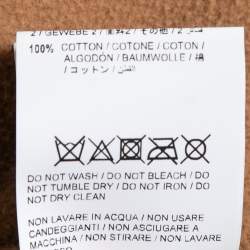 2 / GEWEBE 2 / 面料2 / その他 / 2
100% COTTON / COTONE / COTON /
ALGODÓN / BAUMWOLLE / 棉
/ コットン / القطن /
DO NOT WASH / DO NOT BLEACH / DO
NOT TUMBLE DRY / DO NOT IRON / DO
NOT DRY CLEAN /
NON LAVARE IN ACQUA / NON USARE
CANDEGGIANTI / NON ASCIUGARE A
MACCHINA / NON STIRARE / NON LAVARE